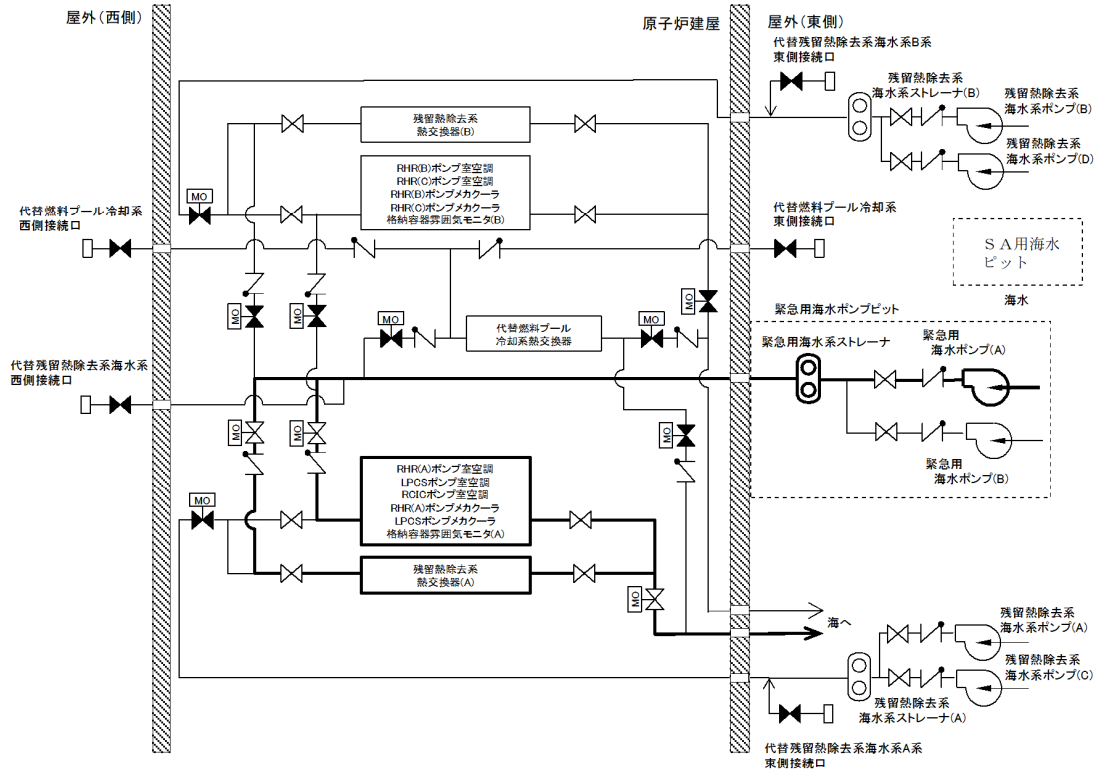 屋外(西側)
原子炉建屋
屋外(東側)
代替残留熱除去系海水系B系
東側接続口
残留熱除去系
海水系ストレーナ(B)
残留熱除去系
海水系ポンプ(B)
残留熱除去系
海水系ポンプ(D)
残留熱除去系
熱交換器(B)
RHR(B)ポンプ室空調
RHR(C)ポンプ室空調
RHR(B)ポンプメカクーラ
RHR(C)ポンプメカクーラ
格納容器雰囲気モニタ(B)
MO
代替燃料プール冷却系
西側接続口
代替燃料プール冷却系
東側接続口
SA用海水
ピット
海水
MO
MO
MO
MO
MO
代替燃料プール
冷却系熱交換器
緊急用海水ポンプピット
緊急用海水系ストレーナ
緊急用
海水ポンプ(A)
代替残留熱除去系海水系
西側接続口
MO
MO
MO
緊急用
海水ポンプ(B)
RHR(A)ポンプ室空調
LPCSポンプ室空調
RCICポンプ室空調
RHR(A)ポンプメカクーラ
LPCSポンプメカクーラ
格納容器雰囲気モニタ(A)
MO
残留熱除去系
熱交換器(A)
MO
海へ
残留熱除去系
海水系ポンプ(A)
残留熱除去系
海水系ポンプ(C)
残留熱除去系
海水系ストレーナ(A)
代替残留熱除去系海水系A系
東側接続口